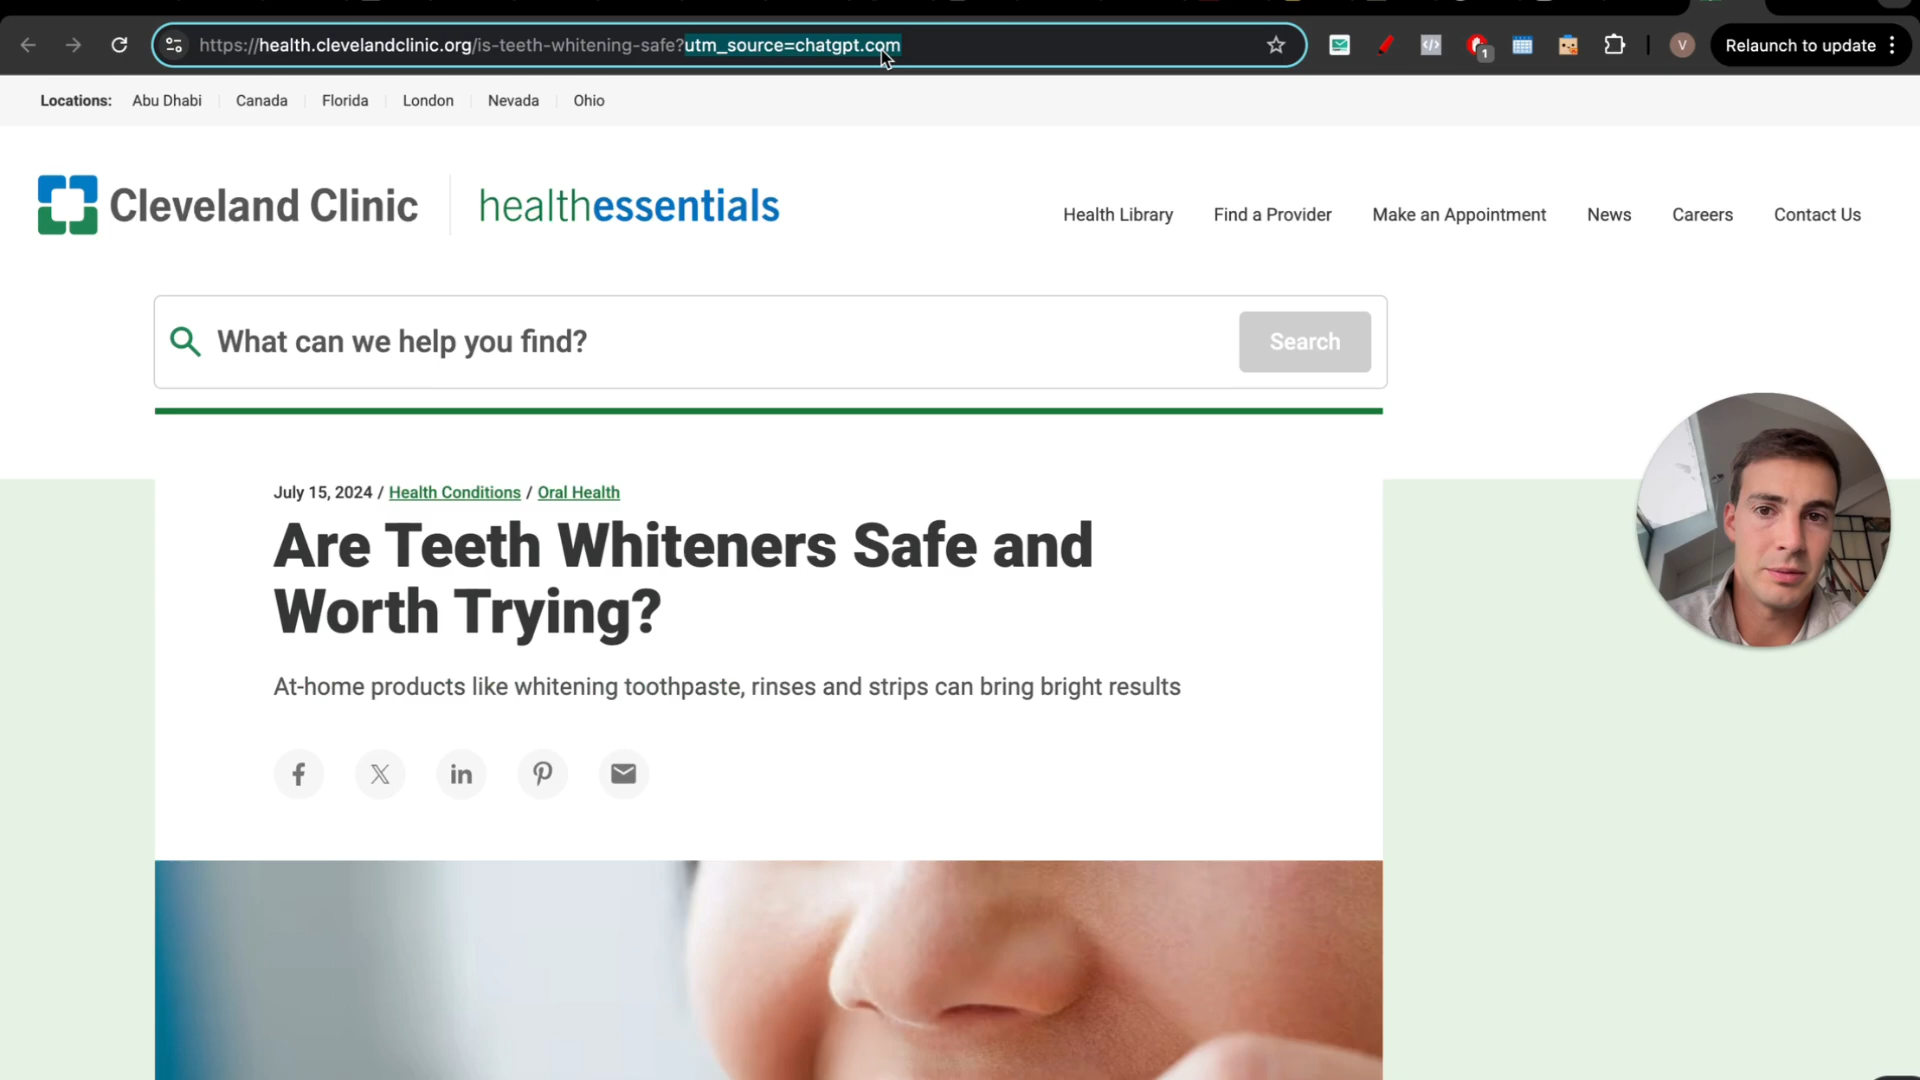 https://health.clevelandclinic.org/is-teeth-whitening-safe?utm_source=chatgpt.com
1
V
Relaunch to update
Locations: Abu Dhabi Canada Florida London Nevada Ohio
Cleveland Clinic healthessentials
Health Library Find a Provider Make an Appointment News Careers Contact Us
What can we help you find? Search
July 15, 2024 / Health Conditions / Oral Health
Are Teeth Whiteners Safe and
Worth Trying?
At-home products like whitening toothpaste, rinses and strips can bring bright results